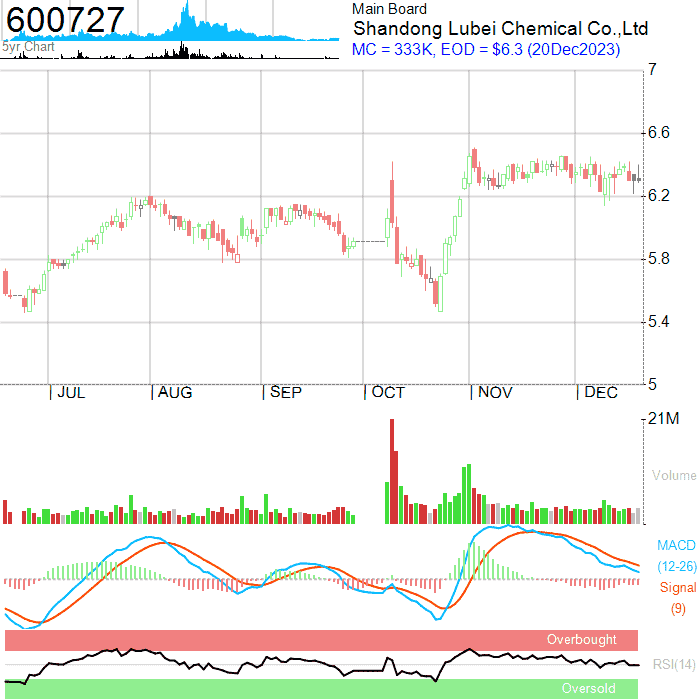 600727
5yr Chart
Main Board
Shandong Lubei Chemical Co.,Ltd
MC = 333K, EOD = $6.3 (20Dec2023)
7
6.6
6.2
5.8
5.4
5
JUL AUG SEP OCT NOV DEC
21M
Volume
MACD
(12-26)
Signal
(9)
Overbought
RSI(14)
Oversold